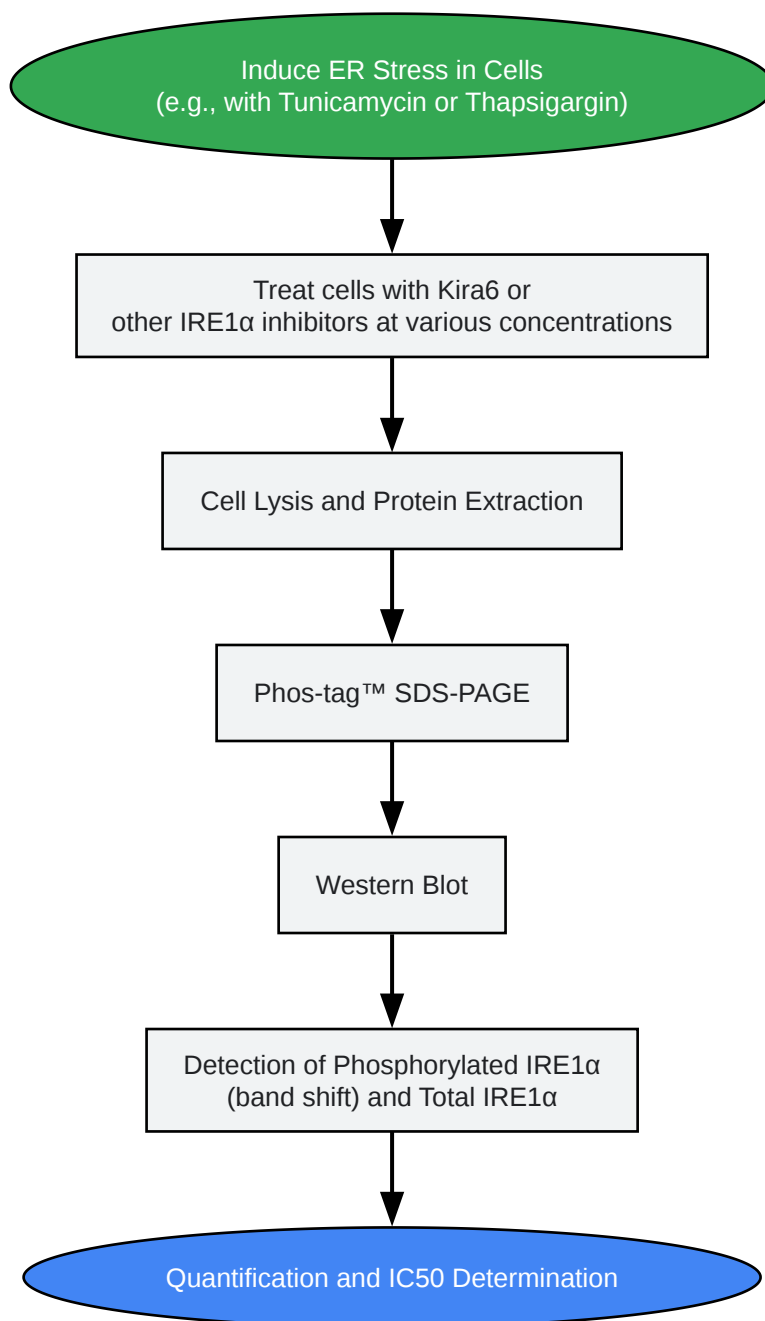 Induce ER Stress in Cells
(e.g., with Tunicamycin or Thapsigargin)
Treat cells with Kira6 or
other IRE1α inhibitors at various concentrations
Cell Lysis and Protein Extraction
Phos-tag™ SDS-PAGE
Western Blot
Detection of Phosphorylated IRE1α
(band shift) and Total IRE1α
Quantification and IC50 Determination